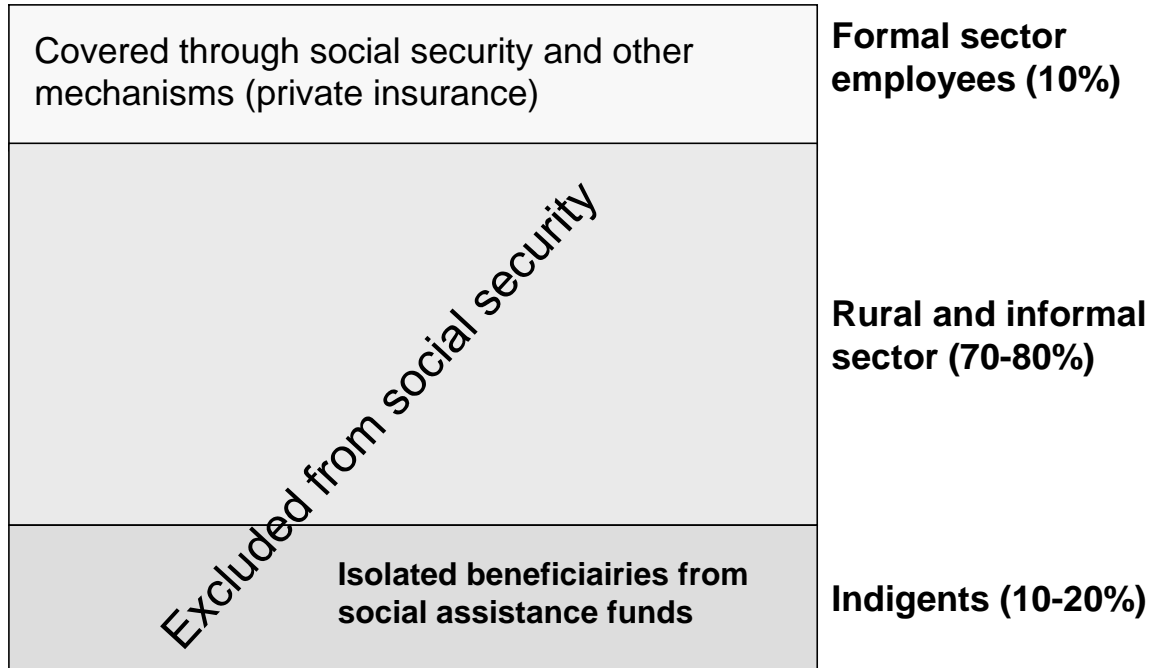 Covered through social security and other
mechanisms (private insurance)
Formal sector
employees (10%)
Excluded from social security
Rural and informal
sector (70-80%)
Isolated beneficiairies from
social assistance funds
Indigents (10-20%)